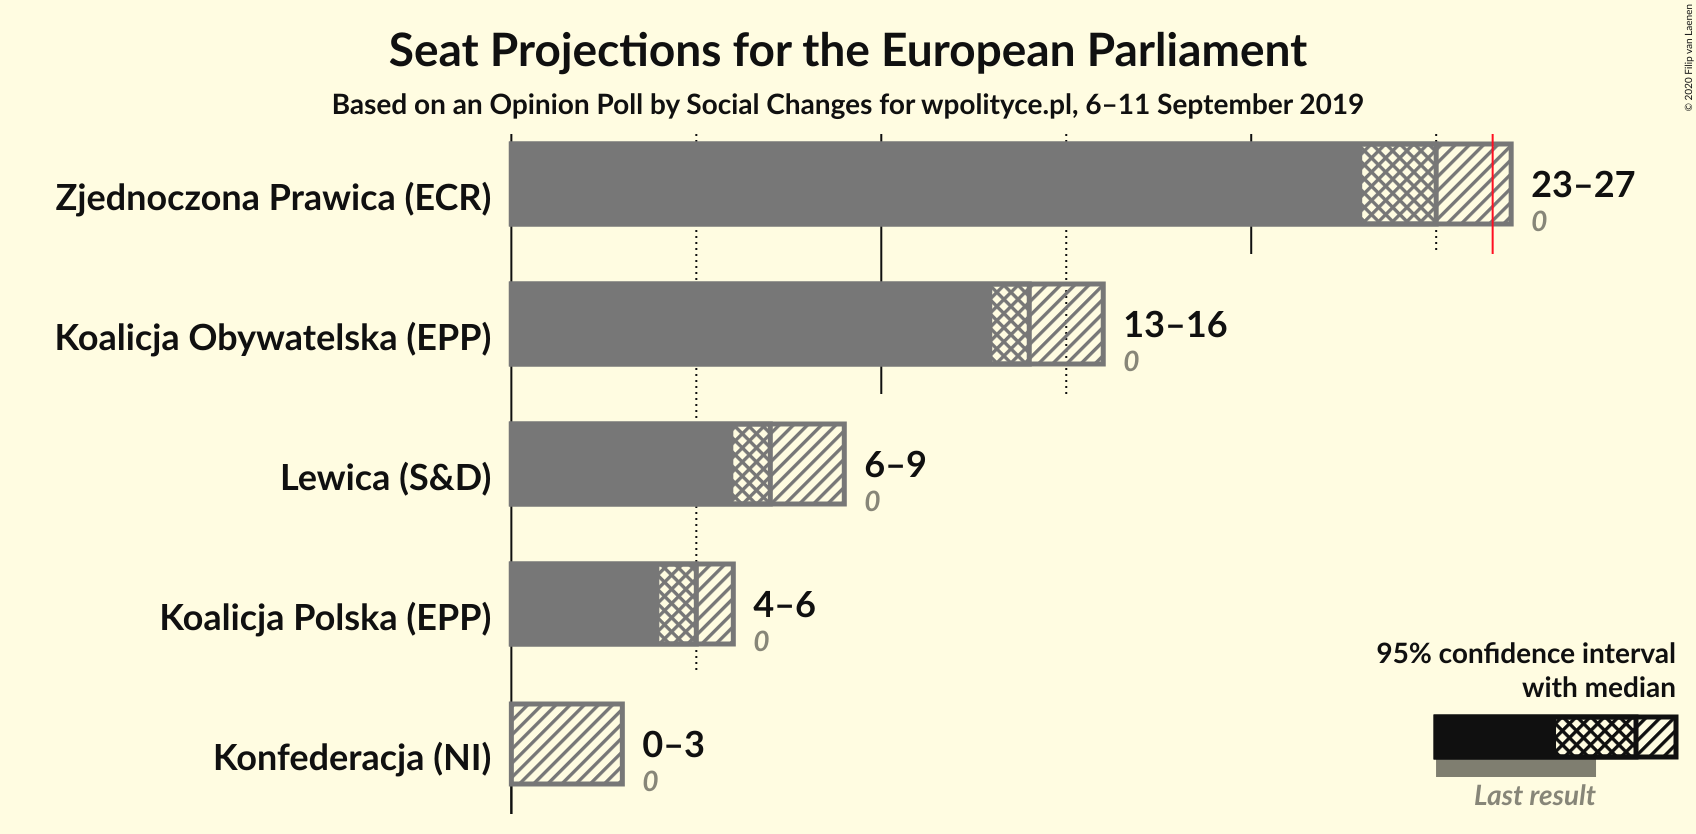 Seat Projections for the European Parliament
Based on an Opinion Poll by Social Changes for wpolityce.pl, 6–11 September 2019
© 2020 Filip van Laenen
Zjednoczona Prawica (ECR)
23–27
0
Koalicja Obywatelska (EPP)
13–16
0
Lewica (S&D)
6–9
0
Koalicja Polska (EPP)
4–6
0
Konfederacja (NI)
0–3
0
95% confidence interval
with median
Last result